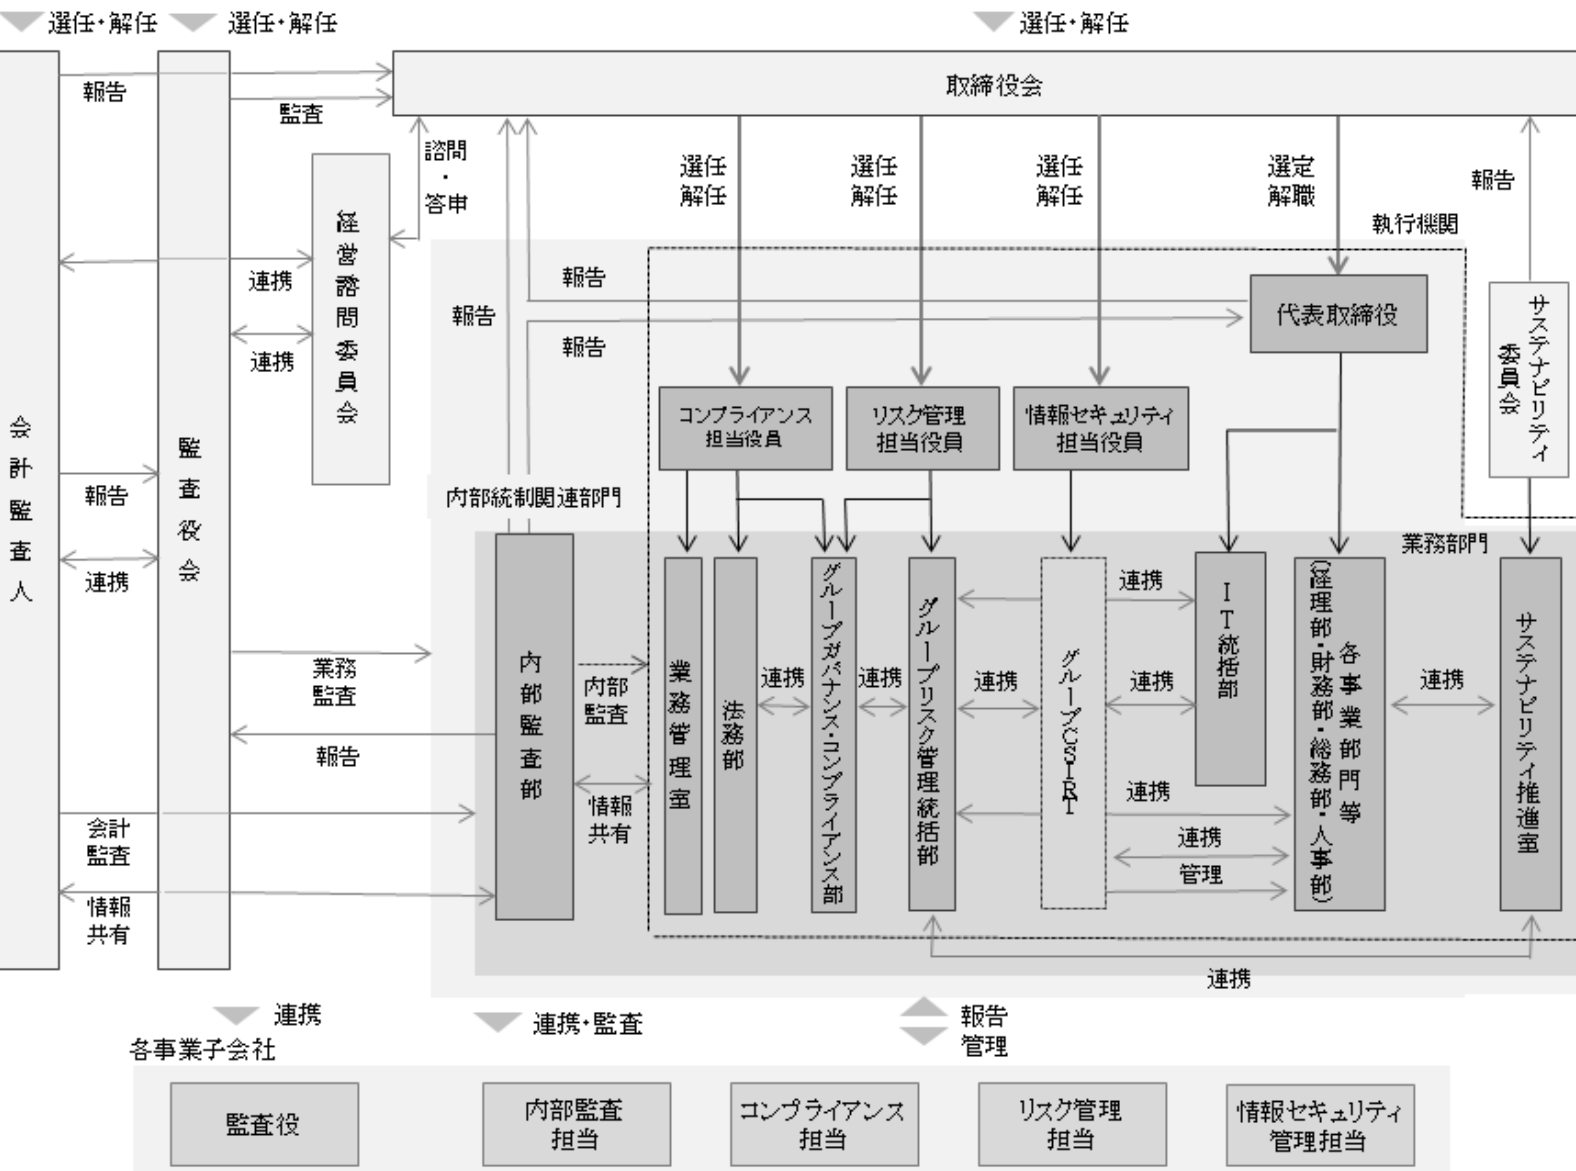 選任・解任
選任・解任
選任・解任
取締役会
報告
監査
諮問
・
答申
選任
解任
選任
解任
選任
解任
選定
解職
報告
執行機関
経営諮問委員会
連携
連携
報告
報告
報告
代表取締役
サステナビリティ
委員会
コンプライアンス
担当役員
リスク管理
担当役員
情報セキュリティ
担当役員
会計監査人
監査役会
報告
連携
内部統制関連部門
業務部門
業務
監査
報告
会計
監査
情報
共有
内部監査部
内部
監査
情報
共有
業務管理室
法務部
連携
グループガバナンス・コンプライアンス部
連携
グループリスク管理統括部
連携
グループCSIRT
連携
連携
IT統括部
連携
連携
管理
各事業部門等
(経理部・財務部・総務部・人事部)
連携
サステナビリティ推進室
連携
連携
連携・監査
報告
管理
各事業子会社
監査役
内部監査
担当
コンプライアンス
担当
リスク管理
担当
情報セキュリティ
管理担当